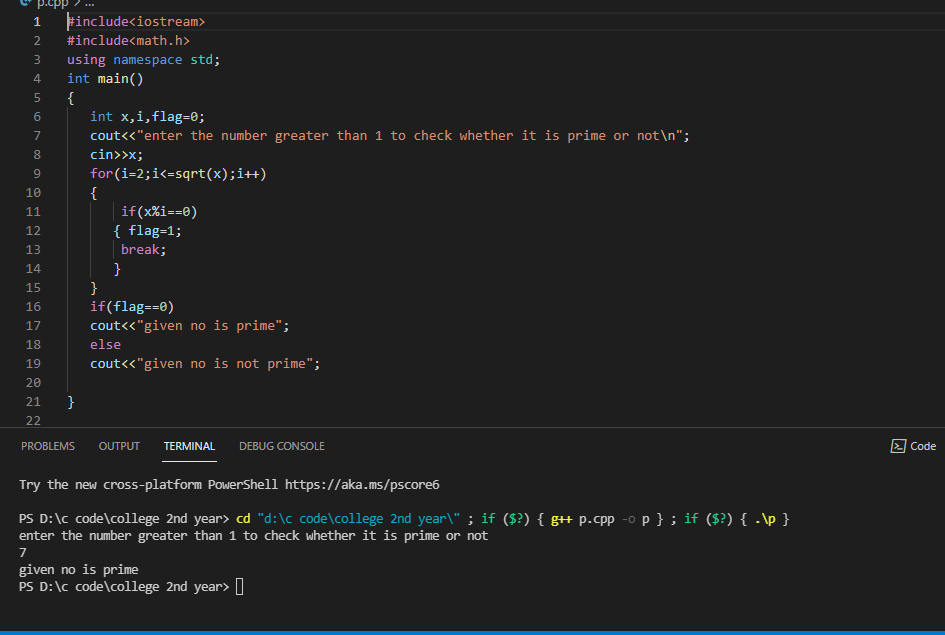 p.cpp > ...
1 #include<iostream>
2 #include<math.h>
3 using namespace std;
4 int main()
5 {
6 int x,i,flag=0;
7 cout<<"enter the number greater than 1 to check whether it is prime or not\n";
8 cin>>x;
9 for(i=2;i<=sqrt(x);i++)
10 {
11 if(x%i==0)
12 { flag=1;
13 break;
14 }
15 }
16 if(flag==0)
17 cout<<"given no is prime";
18 else
19 cout<<"given no is not prime";
20
21 }
22
PROBLEMS OUTPUT TERMINAL DEBUG CONSOLE Code
Try the new cross-platform PowerShell https://aka.ms/pscore6
PS D:\c code\college 2nd year> cd "d:\c code\college 2nd year\" ; if ($?) { g++ p.cpp -o p } ; if ($?) { .\p }
enter the number greater than 1 to check whether it is prime or not
7
given no is prime
PS D:\c code\college 2nd year>